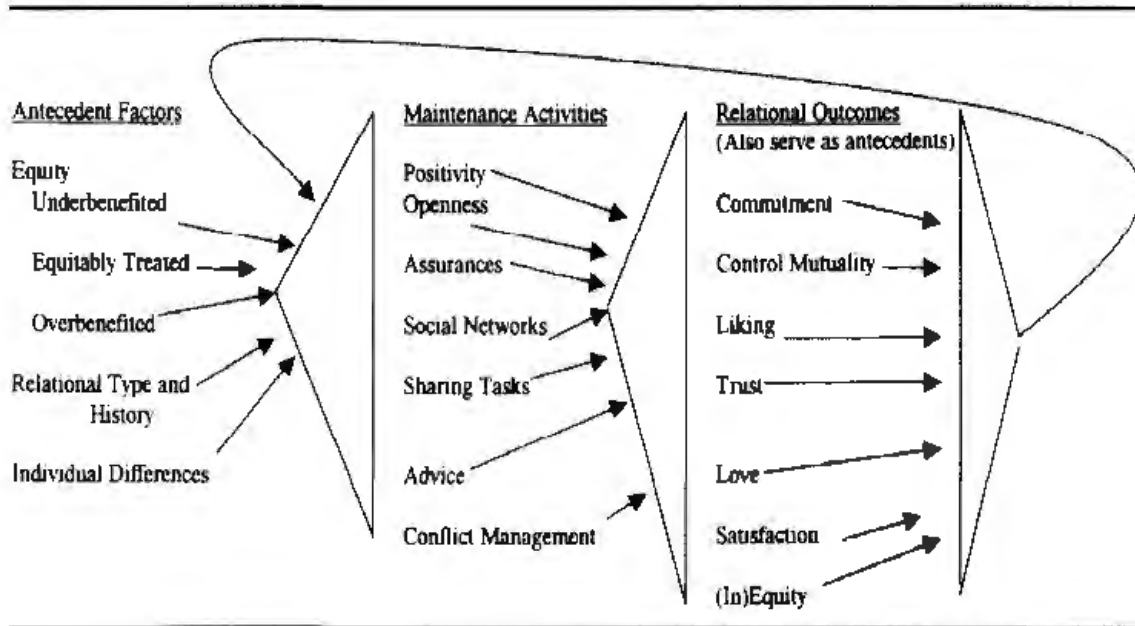 Antecedent Factors
Equity
Underbenefited
Equitably Treated
Overbenefited
Relational Type and
History
Individual Differences
Maintenance Activities
Positivity
Openness
Assurances
Social Networks
Sharing Tasks
Advice
Conflict Management
Relational Outcomes
(Also serve as antecedents)
Commitment
Control Mutuality
Liking
Trust
Love
Satisfaction
(In)Equity